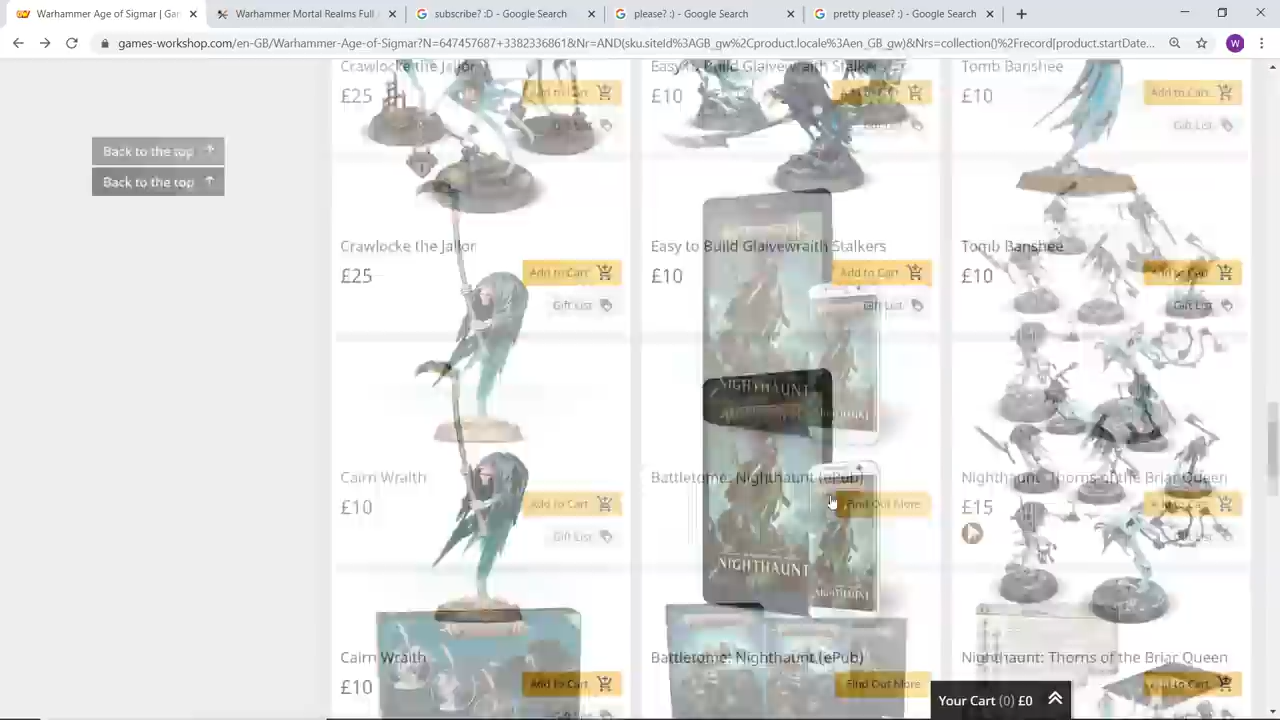 Warhammer Age of Sigmar | Gam
Warhammer Mortal Realms Full
subscribe? :D - Google Search
please? :) - Google Search
pretty please? :) - Google Search
games-workshop.com/en-GB/Warhammer-Age-of-Sigmar?N=647457687+3382336861&Nr=AND(sku.siteId%3AGB_gw%2Cproduct.locale%3Aen_GB_gw)&Nrs=collection()%2Frecord[product.startDate...
W
Crawlocke the Jailor
Easy to Build Glaivewraith Stalkers
Tomb Banshee
£25
Add to Cart
£10
Add to Cart
£10
Add to Cart
Gift List
Back to the top
Back to the top
Crawlocke the Jailor
Easy to Build Glaivewraith Stalkers
Tomb Banshee
£25
Add to Cart
£10
Add to Cart
£10
Add to Cart
Gift List
Gift List
Gift List
NIGHTHAUNT
Cairn Wraith
Battletome: Nighthaunt (ePub)
Nighthaunt: Thorns of the Briar Queen
£10
Add to Cart
Find Out More
£15
Add to Cart
Gift List
Gift List
NIGHTHAUNT
NIGHTHAUNT
Cairn Wraith
Battletome: Nighthaunt (ePub)
Nighthaunt: Thorns of the Briar Queen
£10
Add to Cart
Find Out More
Add to Cart
Your Cart (0) £0